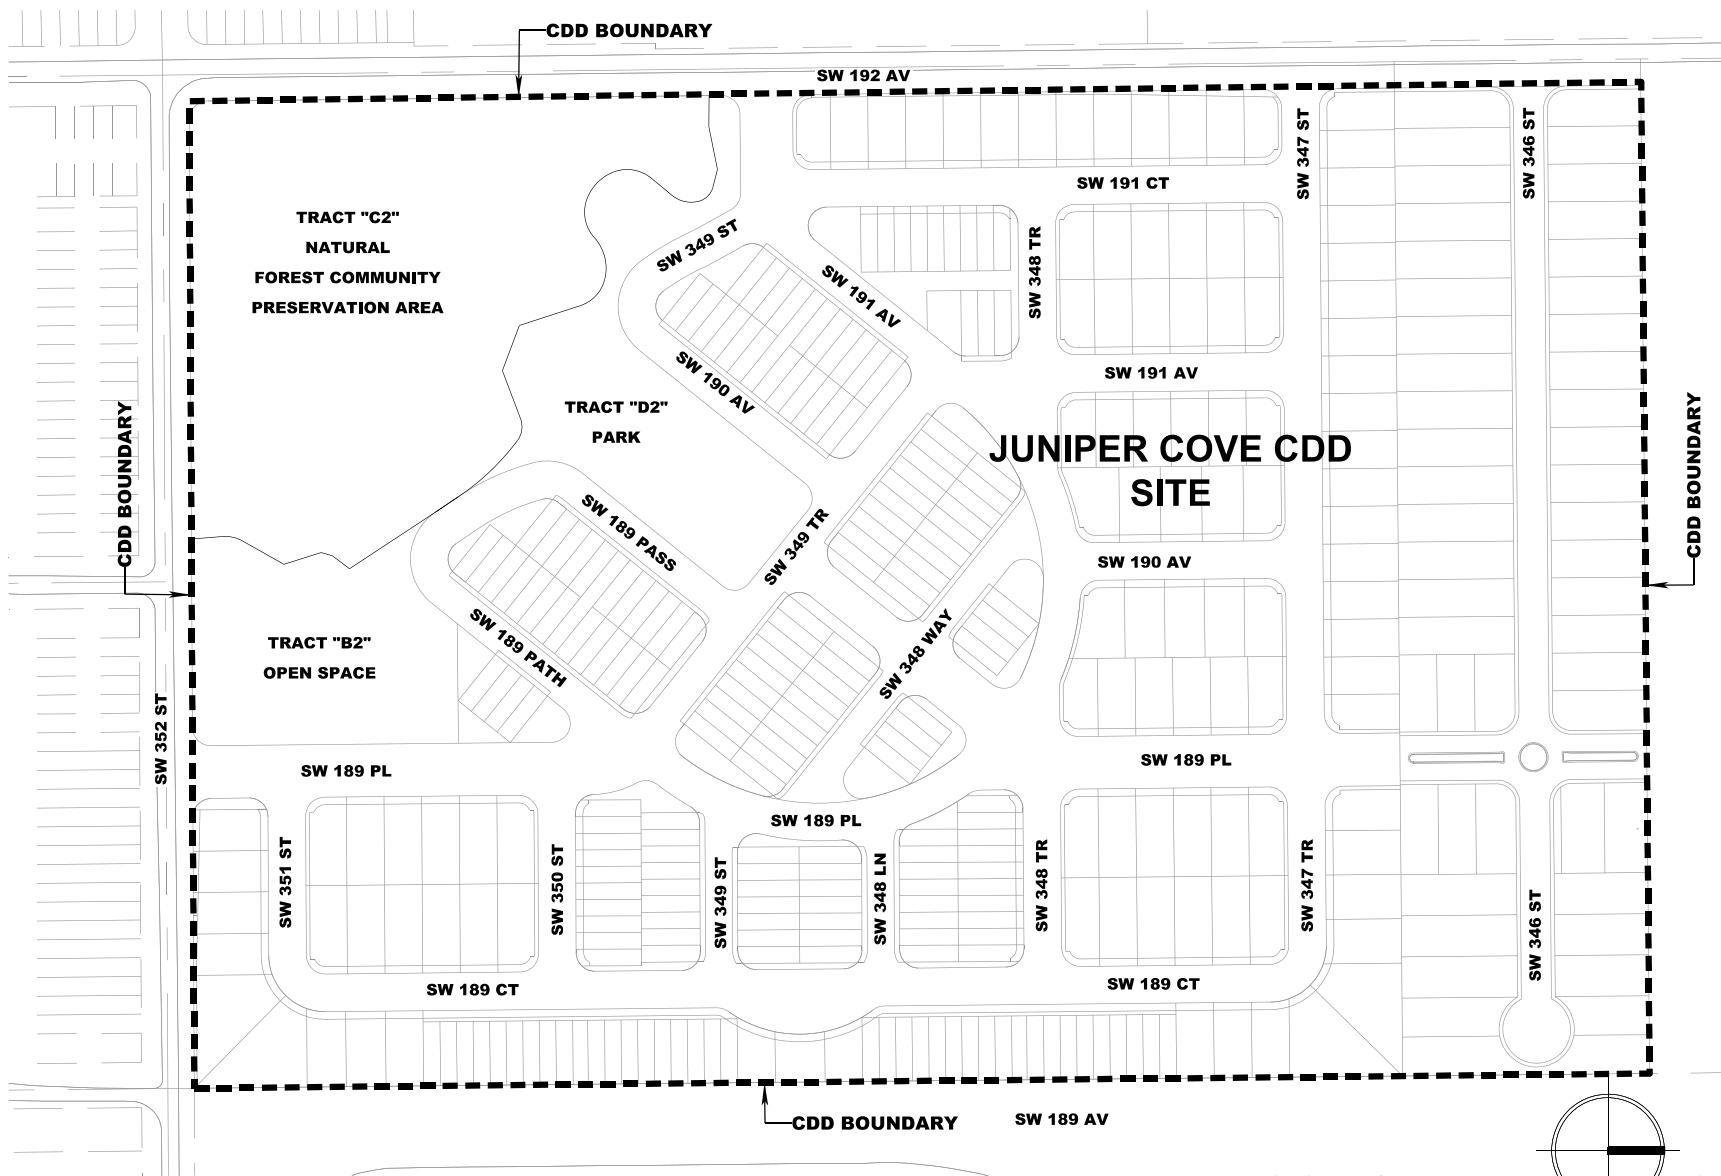 CDD BOUNDARY
SW 192 AV
SW 347 ST
SW 346 ST
SW 191 CT
TRACT "C2"
NATURAL
FOREST COMMUNITY
PRESERVATION AREA
SW 349 ST
SW 191 AV
SW 348 TR
SW 191 AV
SW 190 AV
TRACT "D2"
PARK
CDD BOUNDARY
JUNIPER COVE CDD
SITE
CDD BOUNDARY
SW 189 PASS
SW 349 TR
SW 190 AV
SW 189 PATH
SW 348 WAY
TRACT "B2"
OPEN SPACE
SW 352 ST
SW 189 PL
SW 189 PL
SW 189 PL
SW 351 ST
SW 350 ST
SW 349 ST
SW 348 LN
SW 348 TR
SW 347 TR
SW 346 ST
SW 189 CT
SW 189 CT
CDD BOUNDARY
SW 189 AV